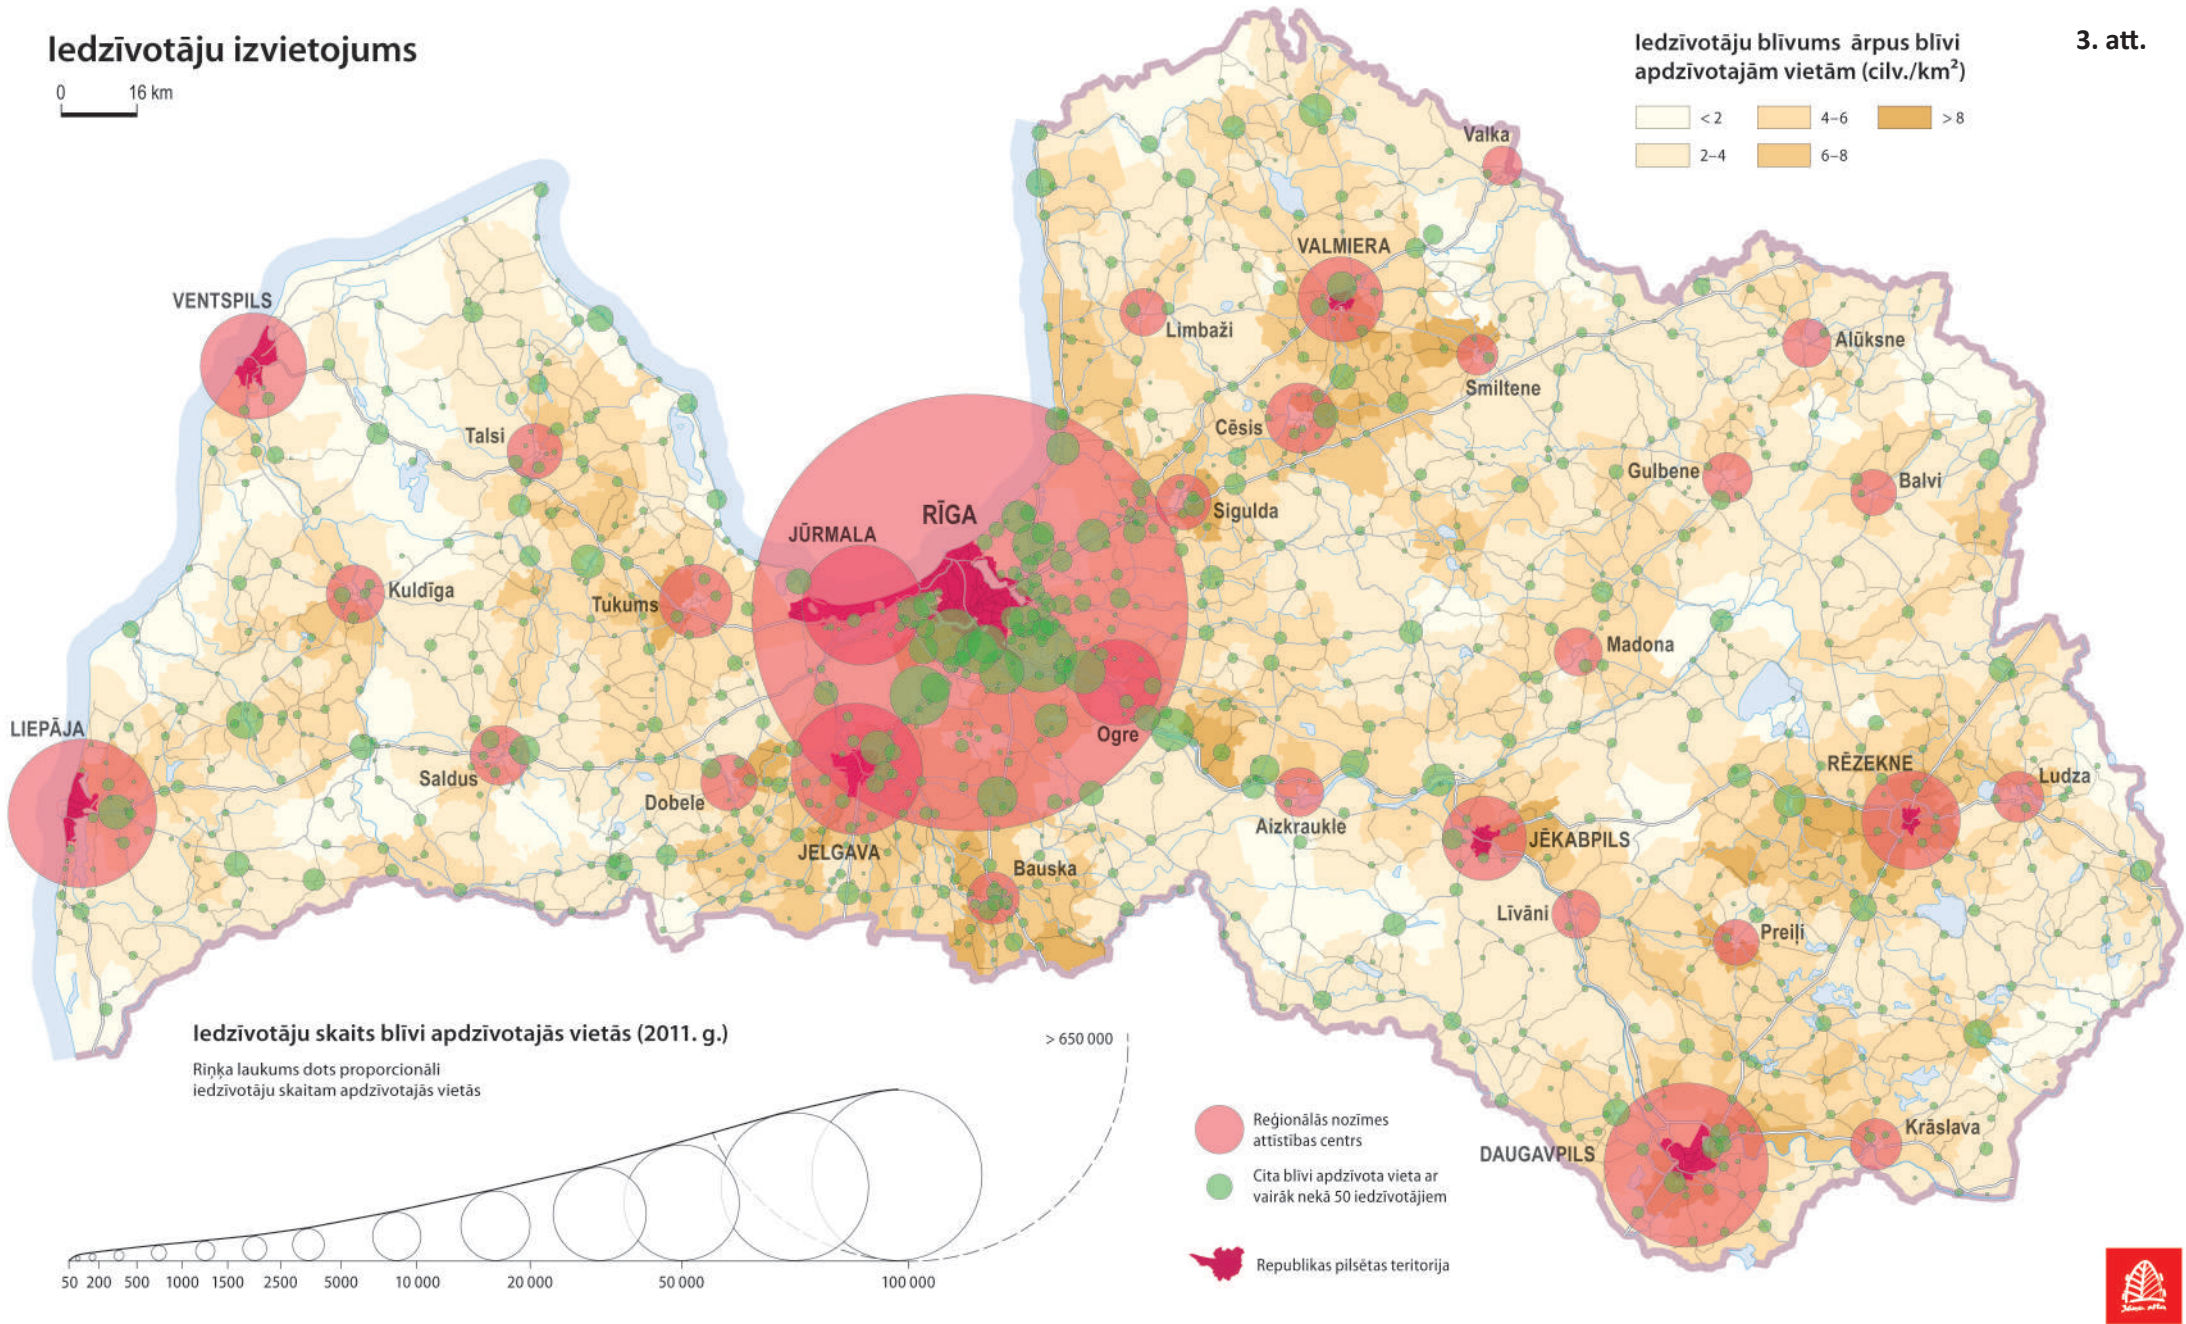 Iedzīvotāju izvietojums
0 16 km
Iedzīvotāju blīvums ārpus blīvi
apdzīvotajām vietām (cilv./km²)
< 2
4–6
> 8
2–4
6–8
3. att.
Valka
VALMIERA
VENTSPILS
Limbaži
Alūksne
Smiltene
Talsi
Cēsis
Gulbene
Balvi
Sigulda
RĪGA
JŪRMALA
Kuldīga
Tukums
Madona
LIEPĀJA
Ogre
Saldus
Dobele
RĒZEKNE
Ludza
Aizkraukle
JĒKABPILS
JELGAVA
Bauska
Līvāni
Preiļi
DAUGAVPILS
Krāslava
Iedzīvotāju skaits blīvi apdzīvotajās vietās (2011. g.)
Riņķa laukums dots proporcionāli
iedzīvotāju skaitam apdzīvotajās vietās
> 650 000
50 200 500 1000 1500 2500 5000 10 000 20 000 50 000 100 000
Reģionālās nozīmes
attīstības centrs
Cita blīvi apdzīvota vieta ar
vairāk nekā 50 iedzīvotājiem
Republikas pilsētas teritorija